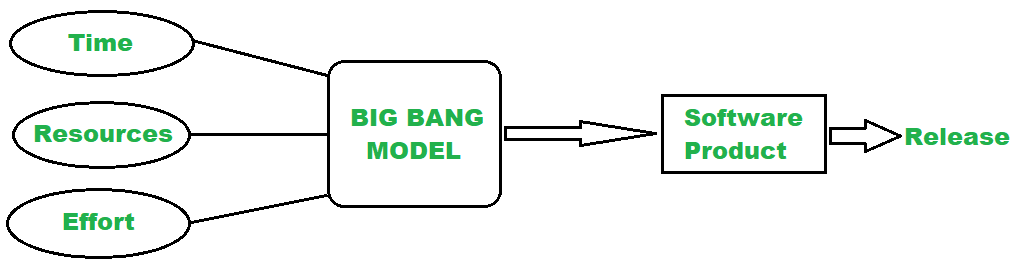 Time
Resources
Effort
BIG BANG
MODEL
Software
Product
Release